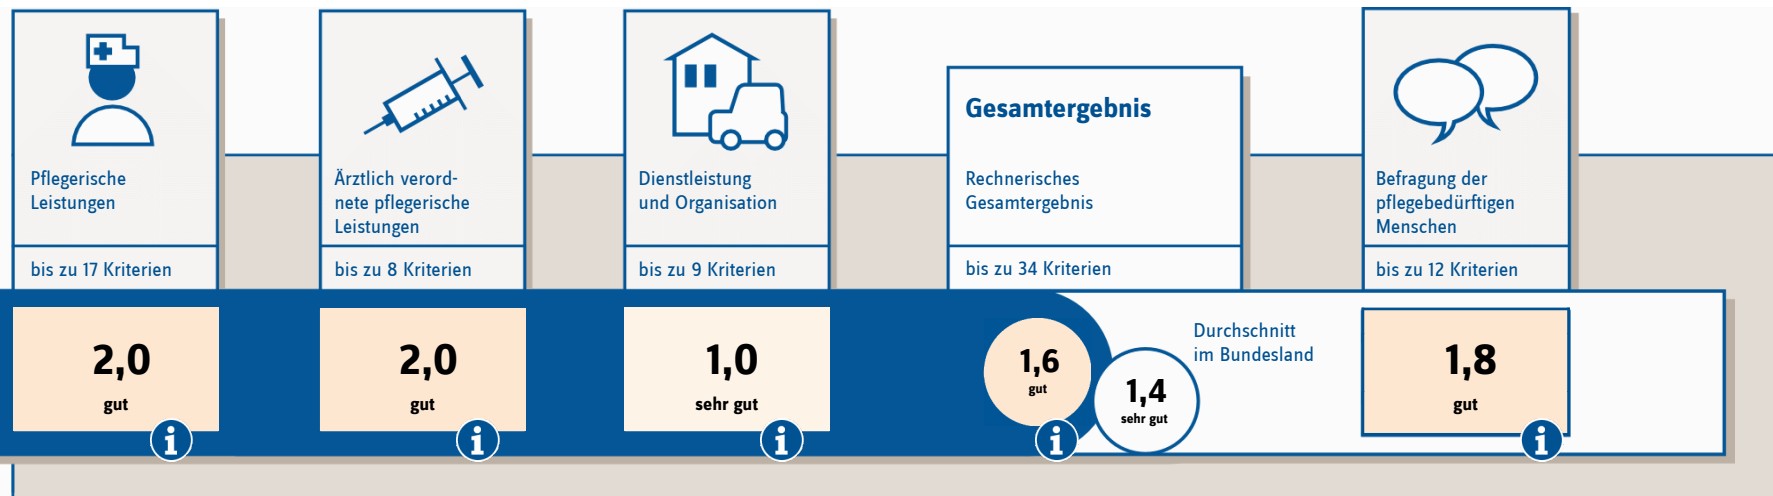 Pflegerische
Leistungen
bis zu 17 Kriterien
2,0
gut
i
Ärztlich verord-
nete pflegerische
Leistungen
bis zu 8 Kriterien
2,0
gut
i
Dienstleistung
und Organisation
bis zu 9 Kriterien
1,0
sehr gut
i
Gesamtergebnis
Rechnerisches
Gesamtergebnis
bis zu 34 Kriterien
1,6
gut
i
1,4
sehr gut
Durchschnitt
im Bundesland
Befragung der
pflegebedürftigen
Menschen
bis zu 12 Kriterien
1,8
gut
i